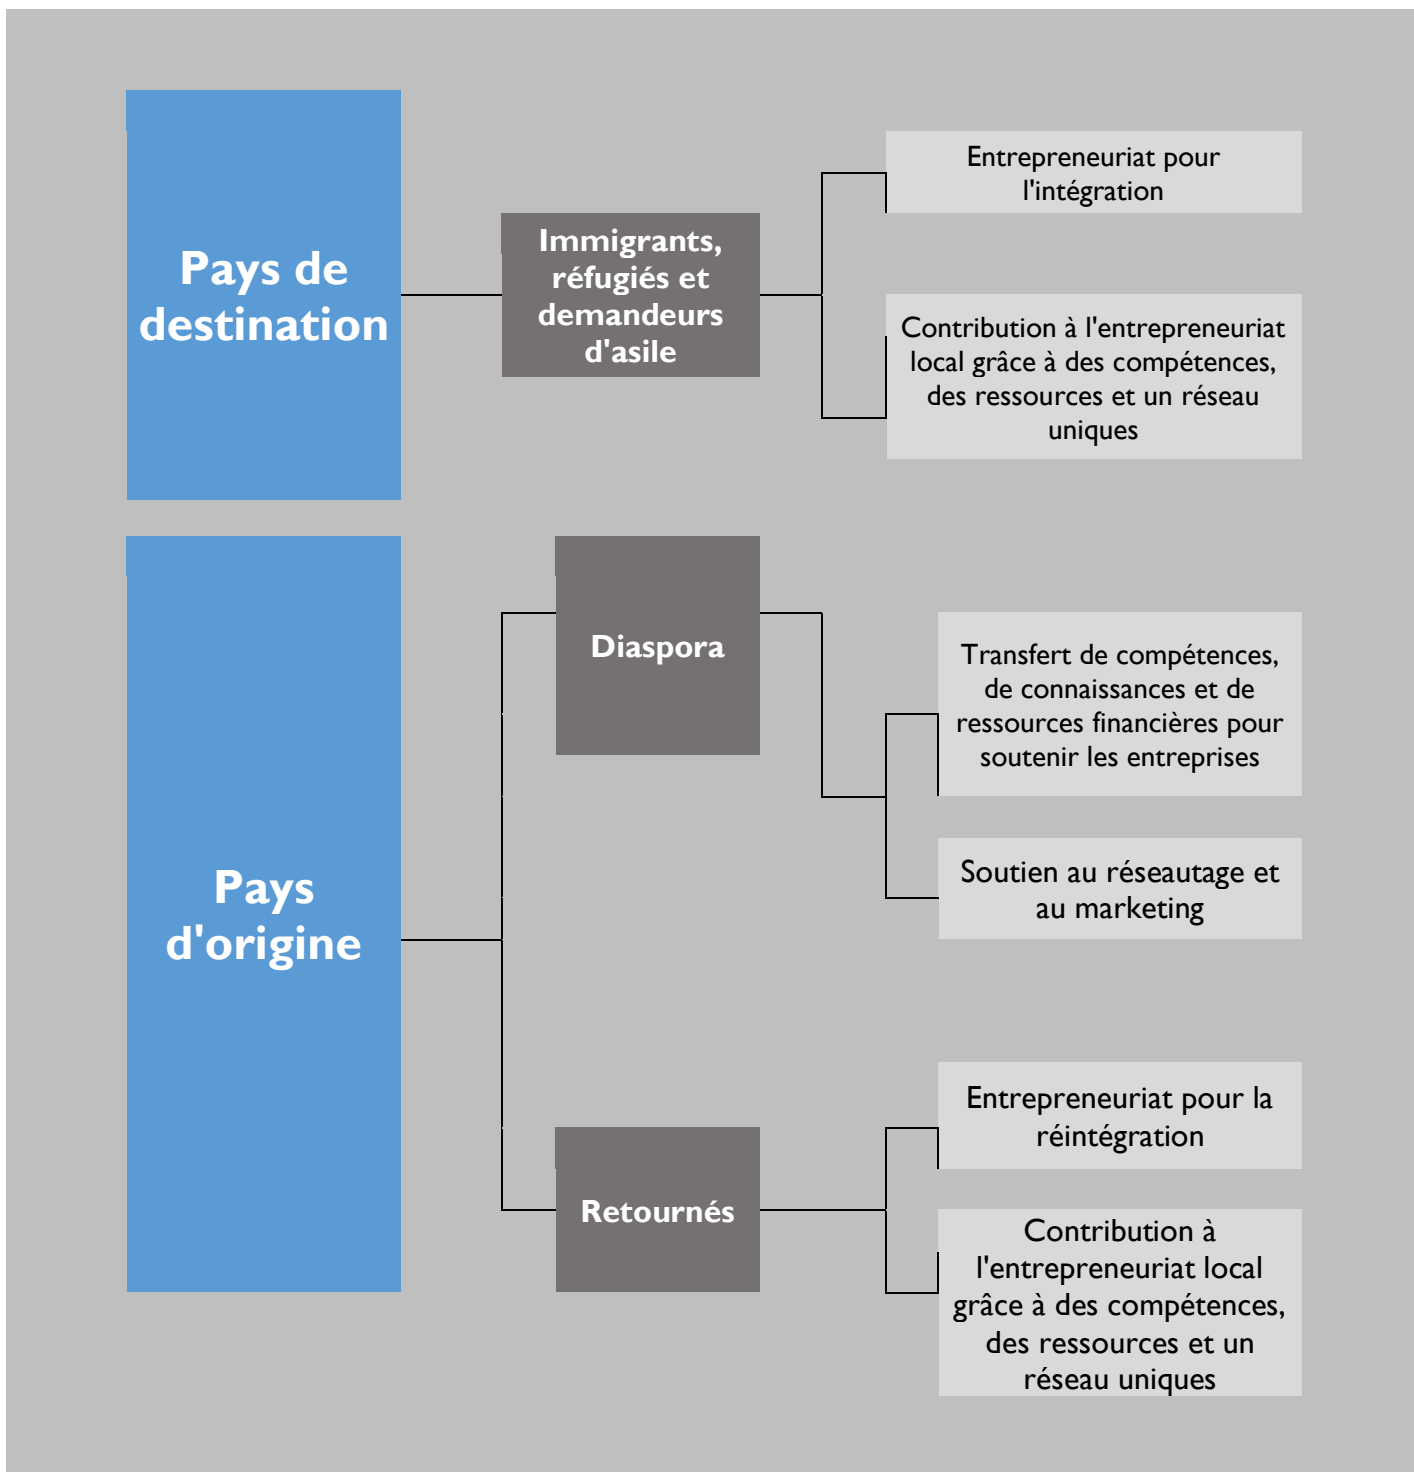 Pays de
destination
Immigrants,
réfugiés et
demandeurs
d'asile
Entrepreneuriat pour
l'intégration
Contribution à l'entrepreneuriat
local grâce à des compétences,
des ressources et un réseau
uniques
Pays
d'origine
Diaspora
Transfert de compétences,
de connaissances et de
ressources financières pour
soutenir les entreprises
Soutien au réseautage et
au marketing
Retournés
Entrepreneuriat pour la
réintégration
Contribution à
l'entrepreneuriat local
grâce à des compétences,
des ressources et un
réseau uniques